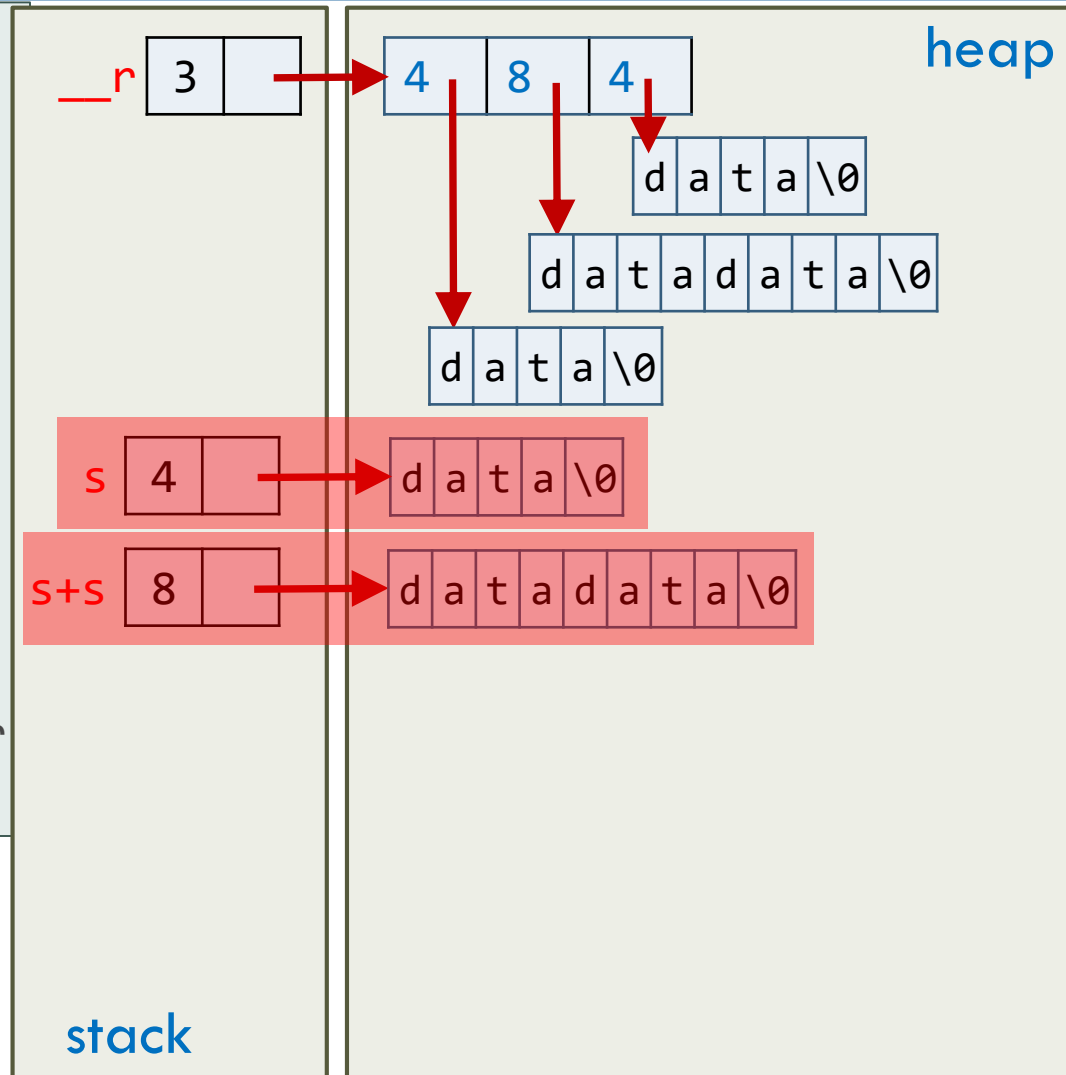 heap
__r 3 4 8 4
d a t a \0
d a t a d a t a \0
d a t a \0
s 4 d a t a \0
s+s 8 d a t a d a t a \0
stack